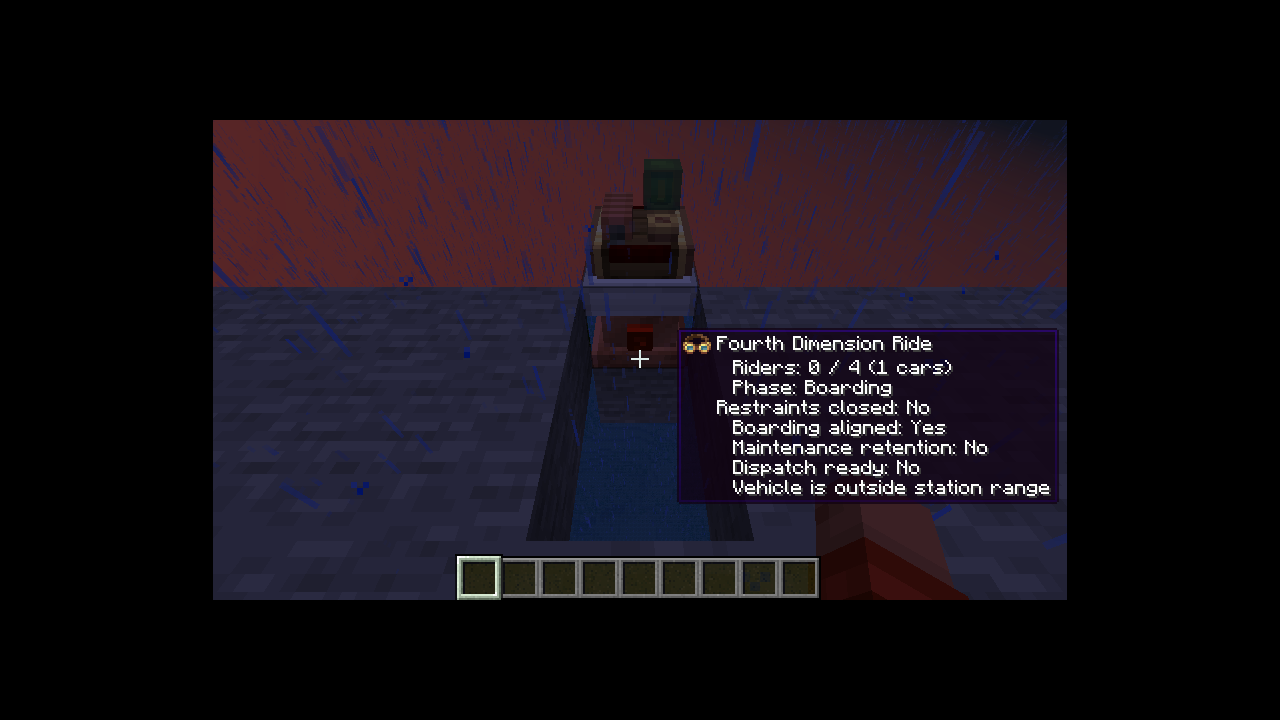 Fourth Dimension Ride
Riders: 0 / 4 (1 cars)
Phase: Boarding
Restraints closed: No
Boarding aligned: Yes
Maintenance retention: No
Dispatch ready: No
Vehicle is outside station range